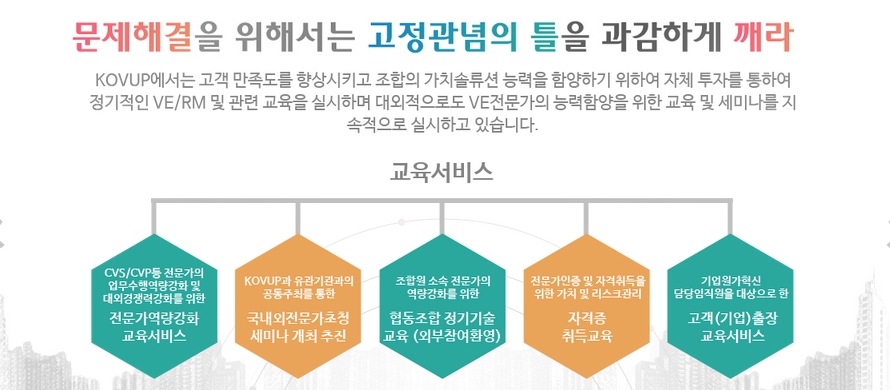 문제해결을 위해서는 고정관념의 틀을 과감하게 깨라
KOVUP에서는 고객 만족도를 향상시키고 조합의 가치솔류션 능력을 함양하기 위하여 자체 투자를 통하여
정기적인 VE/RM 및 관련 교육을 실시하며 대외적으로도 VE전문가의 능력함양을 위한 교육 및 세미나를 지
속적으로 실시하고 있습니다.
교육서비스
CVS/CVP등 전문가의
업무수행역량강화 및
대외경쟁력강화를 위한
전문가역량강화
교육서비스
KOVUP과 유관기관과의
공동주최를 통한
국내외전문가초청
세미나 개최 추진
조합원 소속 전문가의
역량강화를 위한
협동조합 정기기술
교육 (외부참여환영)
전문가인증 및 자격취득을
위한 가치 및 리스크관리
자격증
취득교육
기업원가혁신
담당임직원을 대상으로 한
고객(기업)출장
교육서비스